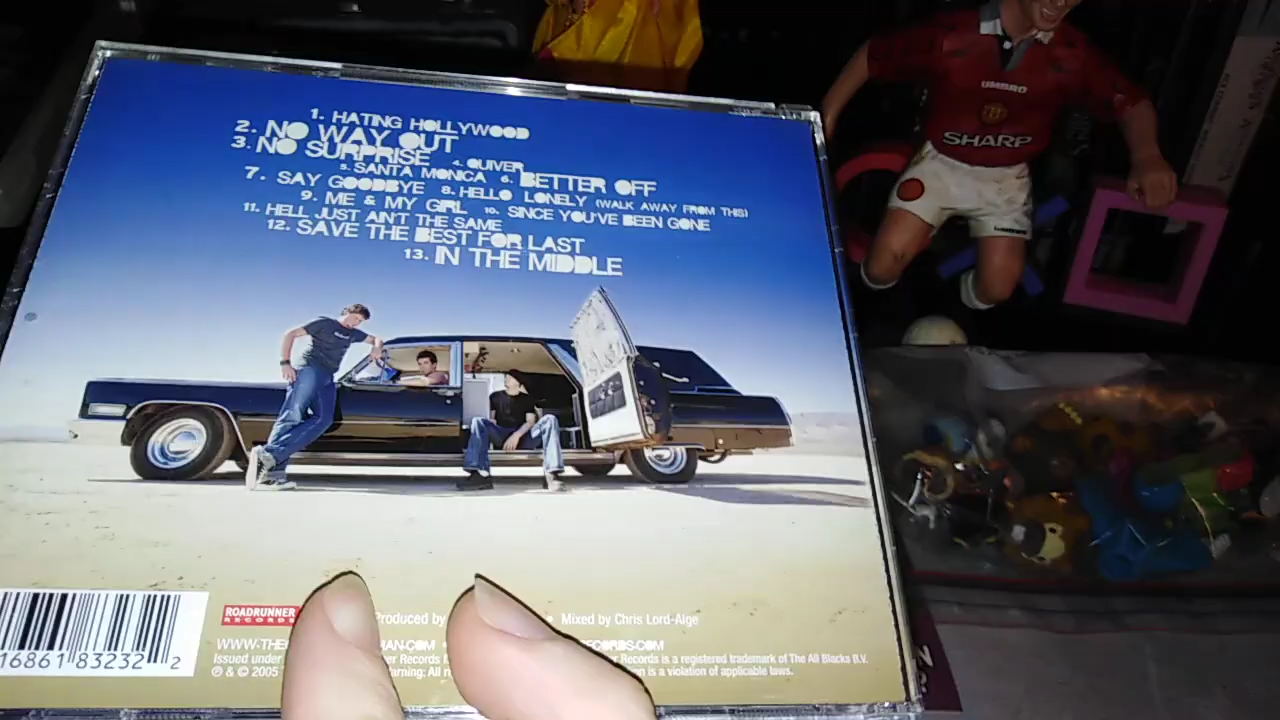 1. HATING HOLLYWOOD
2. NO WAY OUT
3. NO SURPRISE 4. QUIVER
5. SANTA MONICA 6. BETTER OFF
7. SAY GOODBYE 8. HELLO LONELY (WALK AWAY FROM THIS)
9. ME & MY GIRL 10. SINCE YOU'VE BEEN GONE
11. HELL JUST AIN'T THE SAME
12. SAVE THE BEST FOR LAST
13. IN THE MIDDLE
ROADRUNNER
RECORDS
Produced by
Mixed by Chris Lord-Alge
Issued under
er Records is a registered trademark of The All Blacks B.V.
℗ & © 2005
is a violation of applicable laws.
16861 83232 2
UMBRO
SHARP
UMBRO